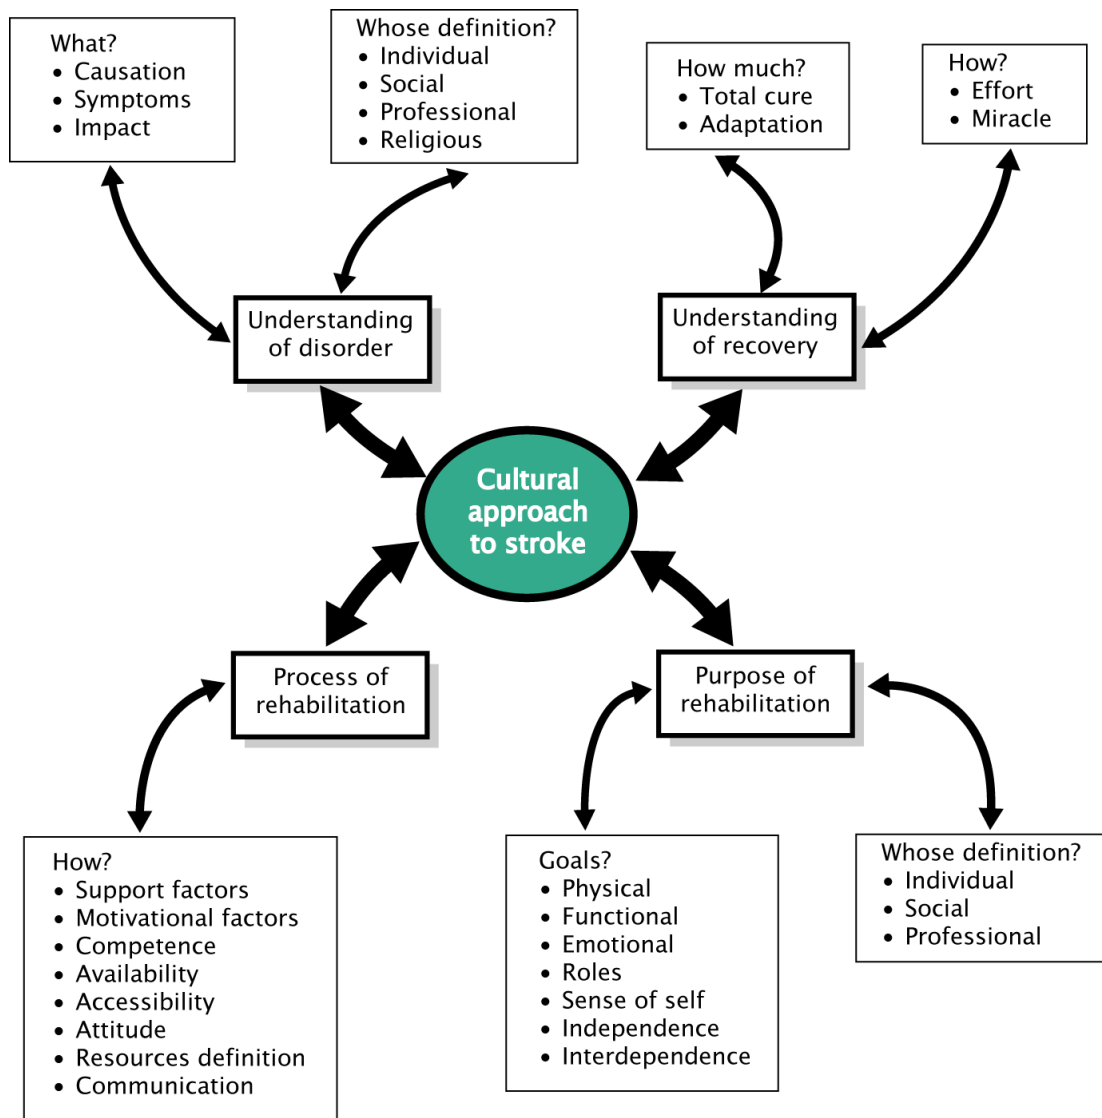 What?
• Causation
• Symptoms
• Impact
Whose definition?
• Individual
• Social
• Professional
• Religious
How much?
• Total cure
• Adaptation
How?
• Effort
• Miracle
Understanding
of disorder
Understanding
of recovery
Cultural
approach
to stroke
Process of
rehabilitation
Purpose of
rehabilitation
How?
• Support factors
• Motivational factors
• Competence
• Availability
• Accessibility
• Attitude
• Resources definition
• Communication
Goals?
• Physical
• Functional
• Emotional
• Roles
• Sense of self
• Independence
• Interdependence
Whose definition?
• Individual
• Social
• Professional